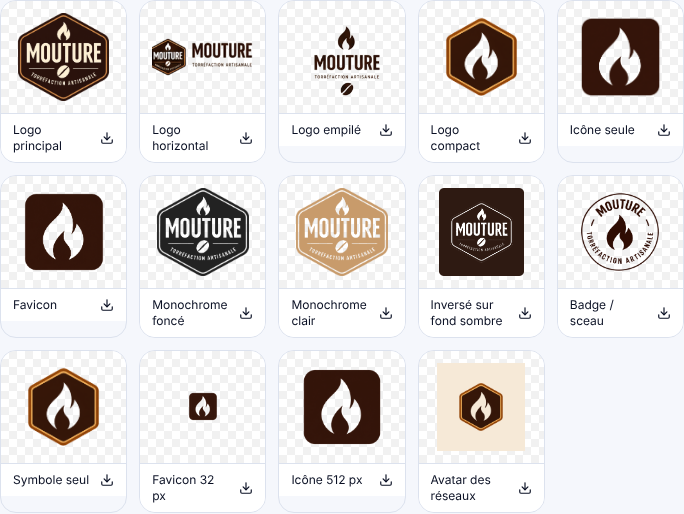 MOUTURE
TORRÉFACTION ARTISANALE
Logo
principal
MOUTURE
MOUTURE
TORRÉFACTION ARTISANALE
Logo
horizontal
MOUTURE
TORRÉFACTION ARTISANALE
Logo empilé
Logo
compact
Icône seule
Favicon
MOUTURE
TORRÉFACTION ARTISANALE
Monochrome
foncé
MOUTURE
TORRÉFACTION ARTISANALE
Monochrome
clair
MOUTURE
TORRÉFACTION ARTISANALE
Inversé sur
fond sombre
MOUTURE
TORRÉFACTION ARTISANALE
Badge /
sceau
Symbole seul
Favicon 32
px
Icône 512 px
Avatar des
réseaux